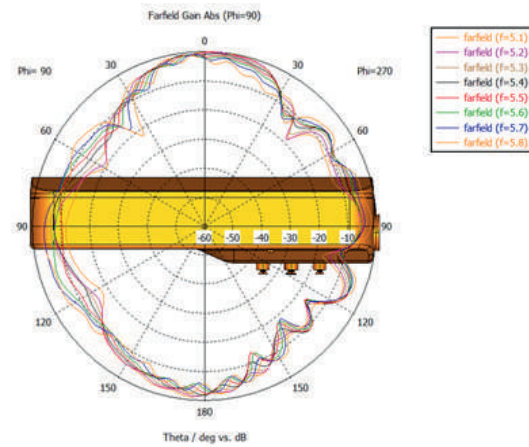 Farfield Gain Abs (Phi=90)
0
Phi= 90
30
30
Phi=270
60
60
90
-60
-50
-40
-30
-20
-10
90
120
120
150
150
180
Theta / deg vs. dB
farfield (f=5.1)
farfield (f=5.2)
farfield (f=5.3)
farfield (f=5.4)
farfield (f=5.5)
farfield (f=5.6)
farfield (f=5.7)
farfield (f=5.8)